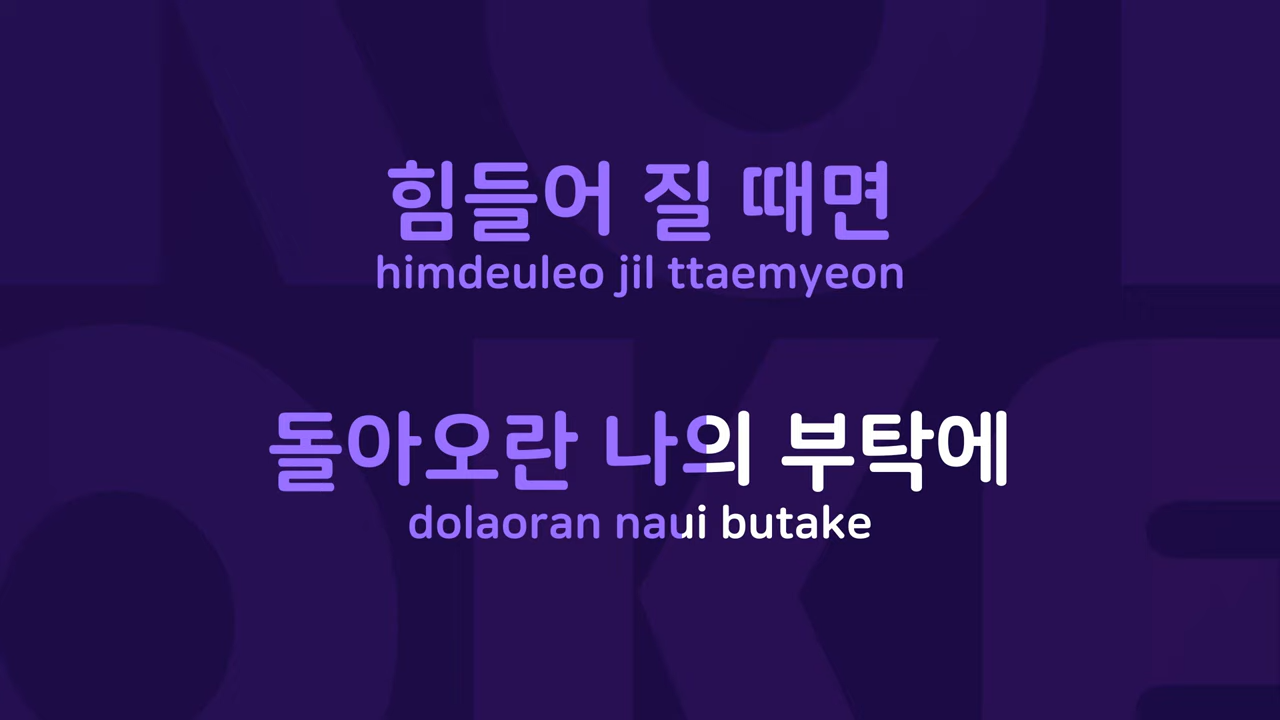 힘들어 질 때면
himdeuleo jil ttaemyeon
돌아오란 나의 부탁에
dolaoran naui butake